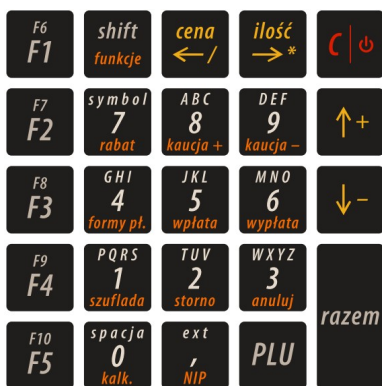 F6
F1
shift
funkcje
cena
← /
ilość
→ *
C | ⏻
F7
F2
symbol
7
rabat
ABC
8
kaucja +
DEF
9
kaucja –
↑ +
F8
F3
GHI
4
formy pł.
JKL
5
wpłata
MNO
6
wypłata
↓ –
F9
F4
PQRS
1
szuflada
TUV
2
storno
WXYZ
3
anuluj
razem
F10
F5
spacja
0
kalk.
ext
,
NIP
PLU